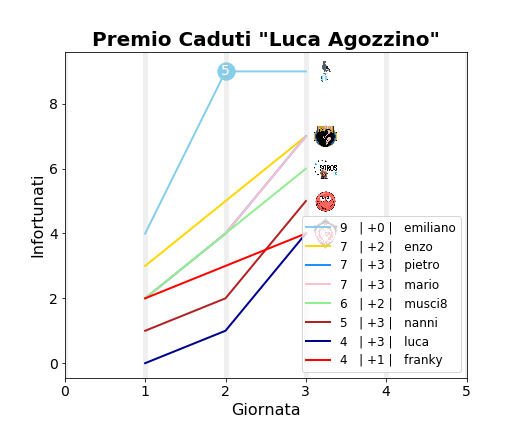 Premio Caduti "Luca Agozzino"
Infortunati
8
6
4
2
0
5
9 | +0 | emiliano
7 | +2 | enzo
7 | +3 | pietro
7 | +3 | mario
6 | +2 | musci8
5 | +3 | nanni
4 | +3 | luca
4 | +1 | franky
0 1 2 3 4 5
Giornata